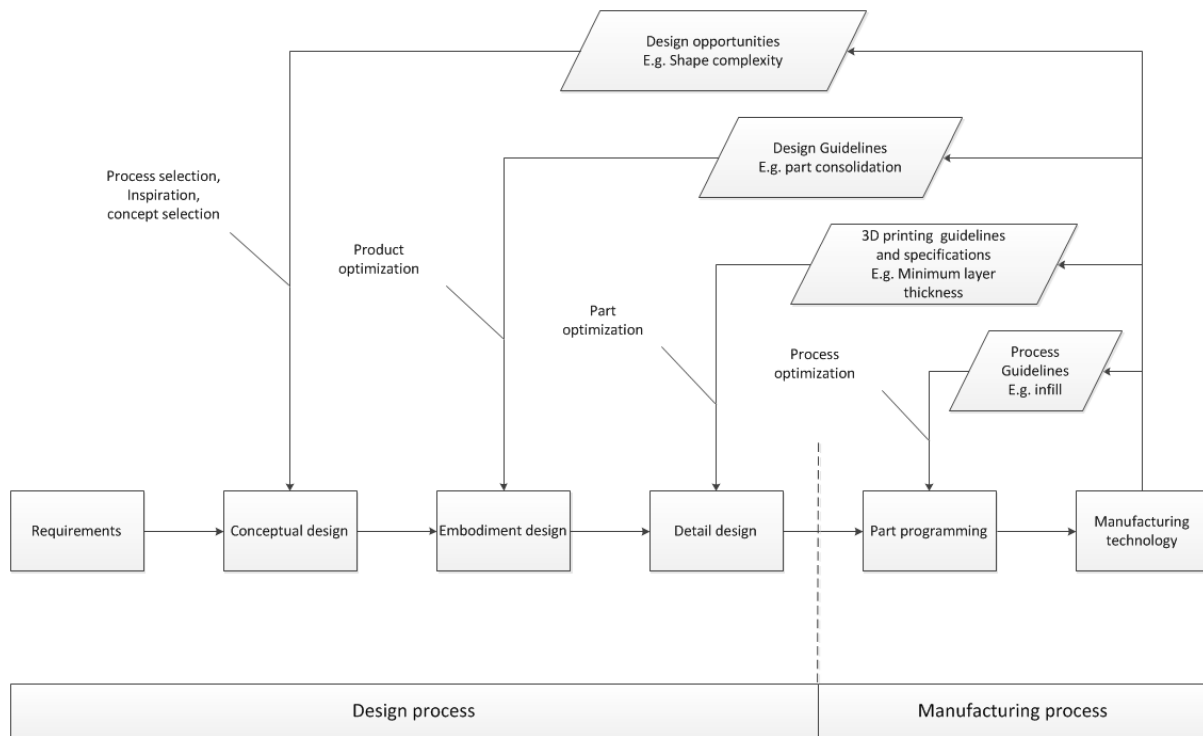 Design opportunities
E.g. Shape complexity
Design Guidelines
E.g. part consolidation
Process selection,
Inspiration,
concept selection
3D printing  guidelines
and specifications
E.g. Minimum layer
thickness
Product
optimization
Part
optimization
Process
optimization
Process
Guidelines
E.g. infill
Requirements
Conceptual design
Embodiment design
Detail design
Part programming
Manufacturing
technology
Design process
Manufacturing process